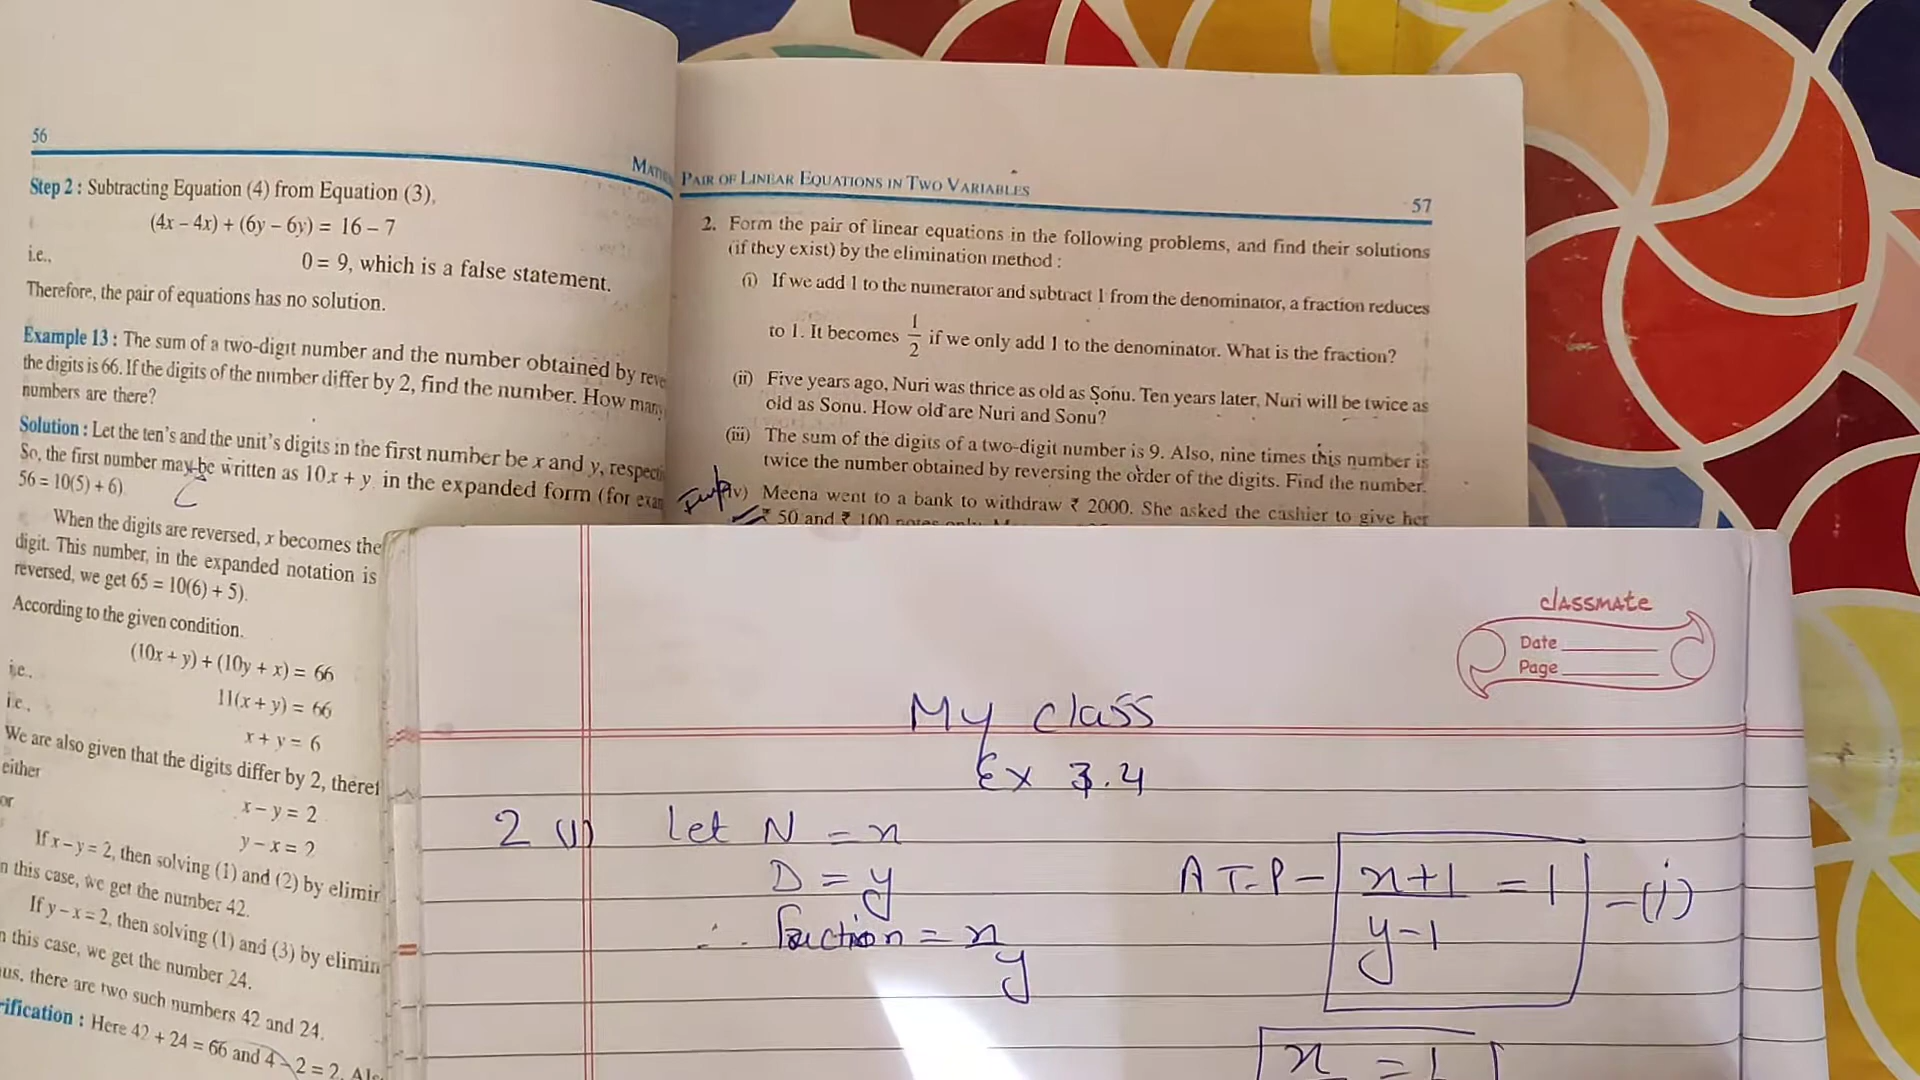 56
Step 2 : Subtracting Equation (4) from Equation (3),
(4x – 4x) + (6y – 6y) = 16 – 7
i.e., 0 = 9, which is a false statement.
Therefore, the pair of equations has no solution.
Example 13 : The sum of a two-digit number and the number obtained by
the digits is 66. If the digits of the number differ by 2, find the number. How many
numbers are there?
Solution : Let the ten's and the unit's digits in the first number be x and y,
So, the first number may be written as 10x + y in the expanded form (for
56 = 10(5) + 6).
When the digits are reversed, x becomes the
digit. This number, in the expanded notation is
reversed, we get 65 = 10(6) + 5).
According to the given condition.
(10x + y) + (10y + x) = 66
i.e., 11(x + y) = 66
i.e., x + y = 6
We are also given that the digits differ by 2,
either x – y = 2
or y – x = 2
If x – y = 2, then solving (1) and (2) by
this case, we get the number 42.
If y – x = 2, then solving (1) and (3) by
this case, we get the number 24.
there are two such numbers 42 and 24.
: Here 42 + 24 = 66 and 4 – 2 = 2.
PAIR OF LINEAR EQUATIONS IN TWO VARIABLES
57
2. Form the pair of linear equations in the following problems, and find their solutions
(if they exist) by the elimination method :
(i) If we add 1 to the numerator and subtract 1 from the denominator, a fraction reduces
to 1. It becomes 1/2 if we only add 1 to the denominator. What is the fraction?
(ii) Five years ago, Nuri was thrice as old as Sonu. Ten years later, Nuri will be twice as
old as Sonu. How old are Nuri and Sonu?
(iii) The sum of the digits of a two-digit number is 9. Also, nine times this number is
twice the number obtained by reversing the order of the digits. Find the number.
(iv) Meena went to a bank to withdraw ₹ 2000. She asked the cashier to give her
₹ 50 and ₹ 100 notes only.
classmate
Date
Page
My class
Ex 3.4
2 (i) Let N = x
D = y
∴ fraction = x/y
A T.P – x+1/y-1 = 1 – (i)
x = 1